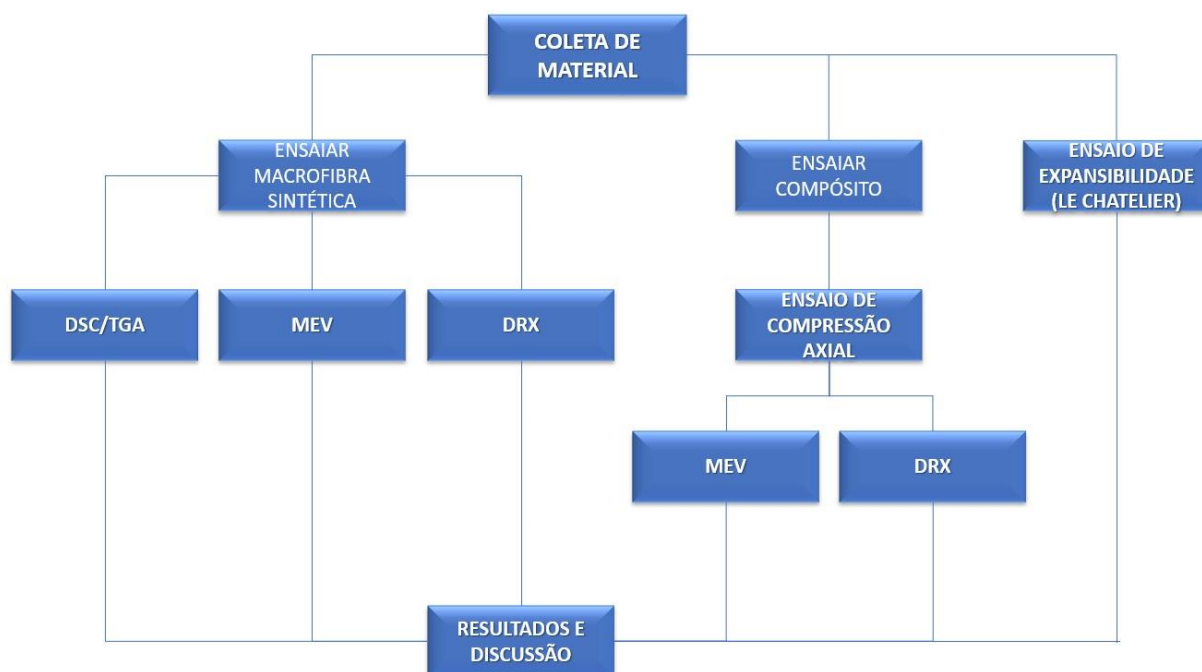 COLETA DE
MATERIAL
ENSAIAR
MACROFIBRA
SINTÉTICA
ENSAIAR
COMPÓSITO
ENSAIO DE
EXPANSIBILIDADE
(LE CHATELIER)
DSC/TGA
MEV
DRX
ENSAIO DE
COMPRESSÃO
AXIAL
MEV
DRX
RESULTADOS E
DISCUSSÃO